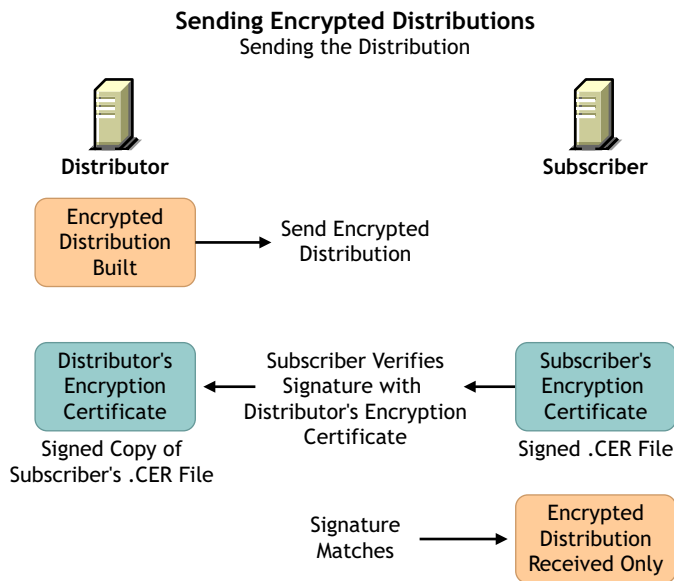 Sending Encrypted Distributions
Sending the Distribution
Distributor
Subscriber
Encrypted
Distribution
Built
Send Encrypted
Distribution
Distributor's
Encryption
Certificate
Signed Copy of
Subscriber's .CER File
Subscriber Verifies
Signature with
Distributor's Encryption
Certificate
Subscriber's
Encryption
Certificate
Signed .CER File
Signature
Matches
Encrypted
Distribution
Received Only